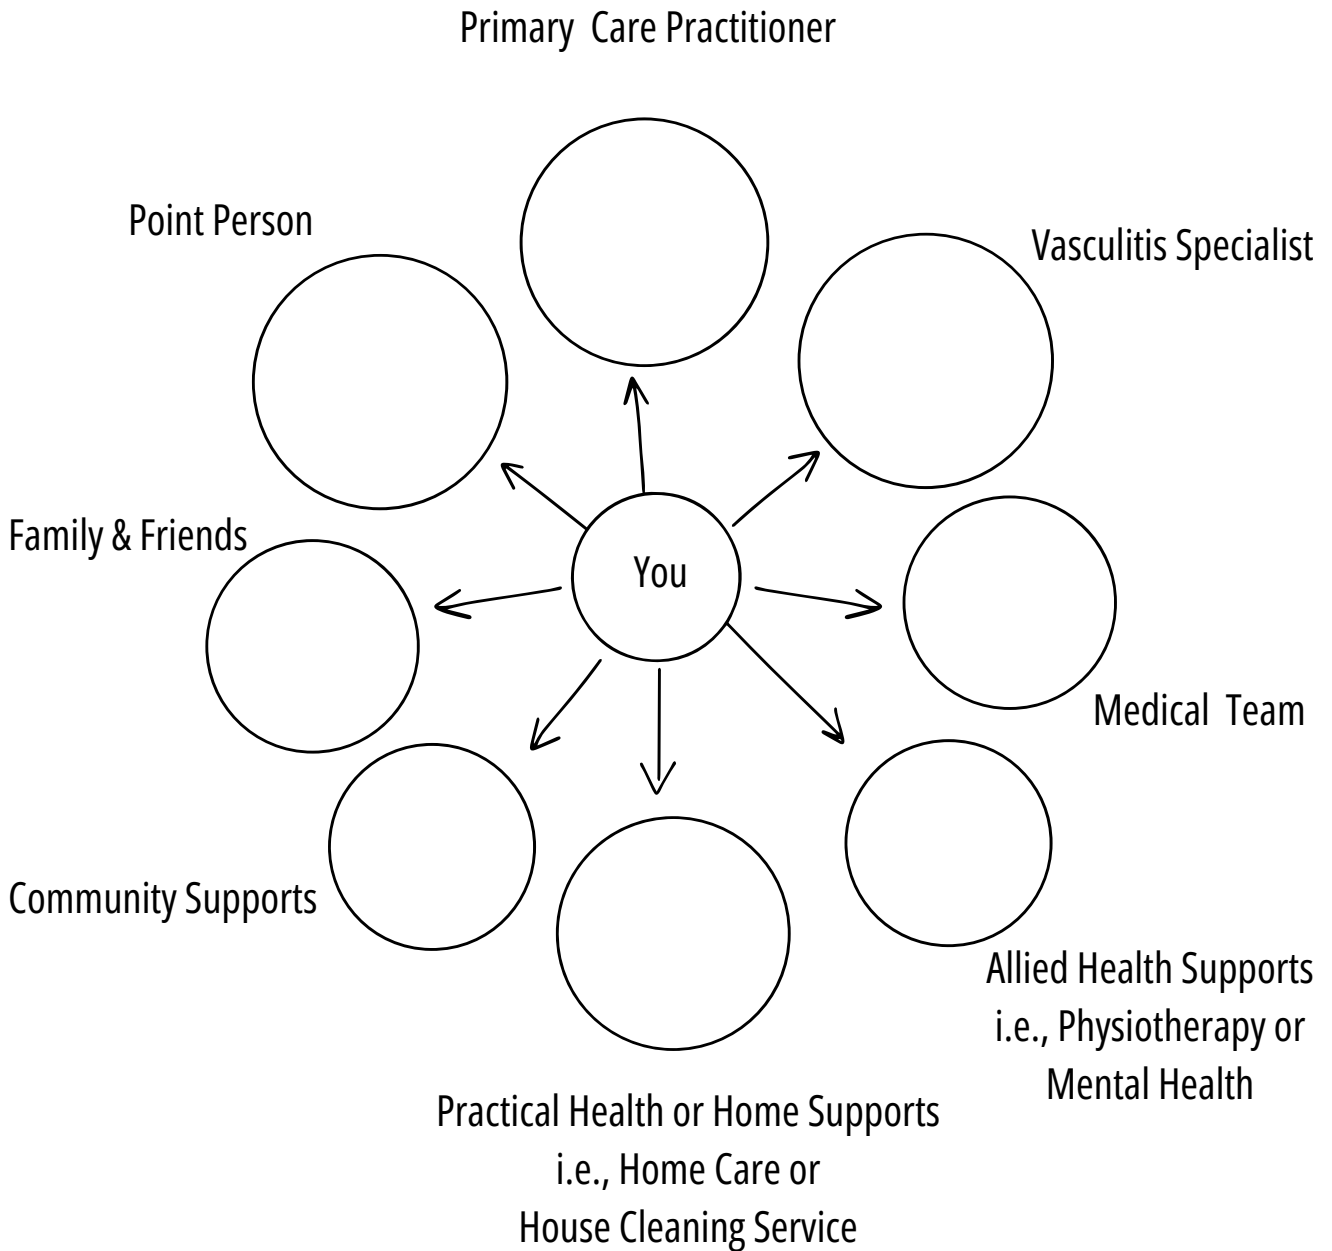 Primary Care Practitioner
Point Person
Vasculitis Specialist
Family & Friends
You
Medical Team
Community Supports
Allied Health Supports
i.e., Physiotherapy or
Mental Health
Practical Health or Home Supports
i.e., Home Care or
House Cleaning Service